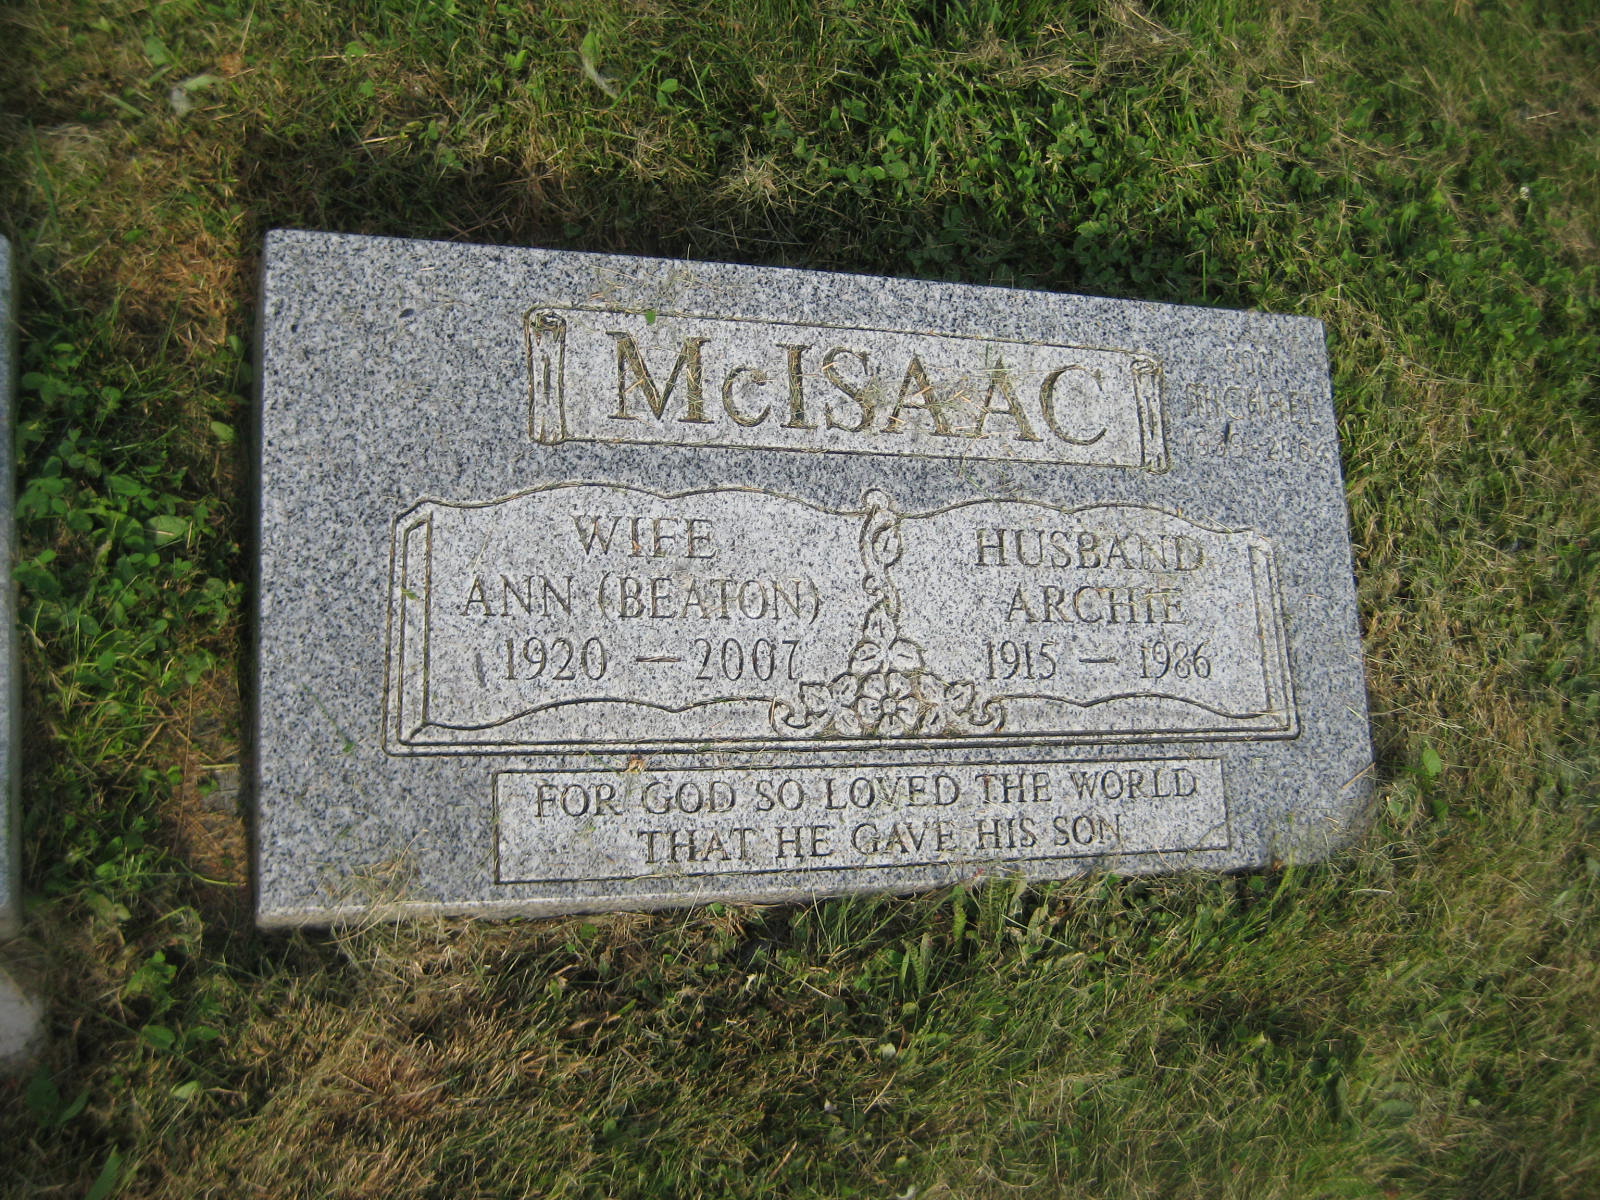 McISAAC
SON
MICHAEL
WIFE
ANN (BEATON)
1920 — 2007
HUSBAND
ARCHIE
1915 — 1986
FOR GOD SO LOVED THE WORLD
THAT HE GAVE HIS SON